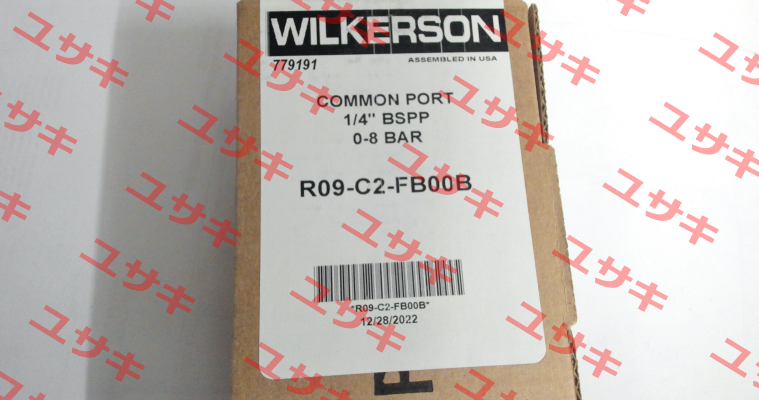 WILKERSON
779191
ASSEMBLED IN USA
COMMON PORT
1/4" BSPP
0-8 BAR
R09-C2-FB00B
*R09-C2-FB00B*
12/28/2022
ユサキ